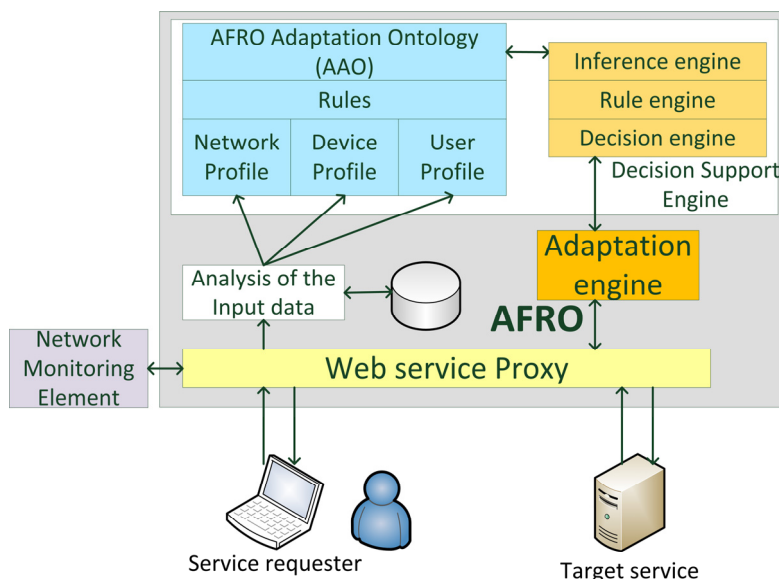 AFRO Adaptation Ontology
(AAO)
Rules
Network
Profile
Device
Profile
User
Profile
Inference engine
Rule engine
Decision engine
Decision Support
Engine
Analysis of the
Input data
Adaptation
engine
AFRO
Network
Monitoring
Element
Web service Proxy
Service requester
Target service